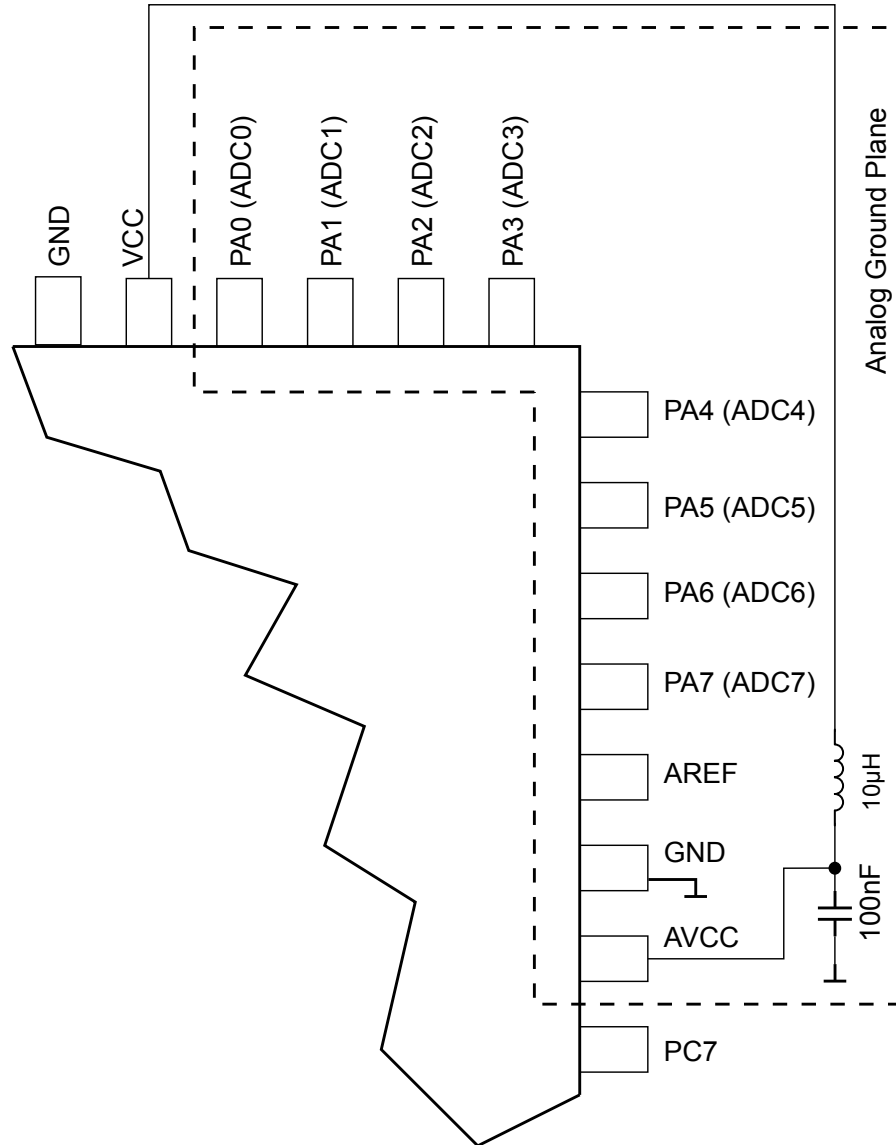 GND
VCC
PA0 (ADC0)
PA1 (ADC1)
PA2 (ADC2)
PA3 (ADC3)
Analog Ground Plane
PA4 (ADC4)
PA5 (ADC5)
PA6 (ADC6)
PA7 (ADC7)
AREF
10µH
GND
AVCC
100nF
PC7